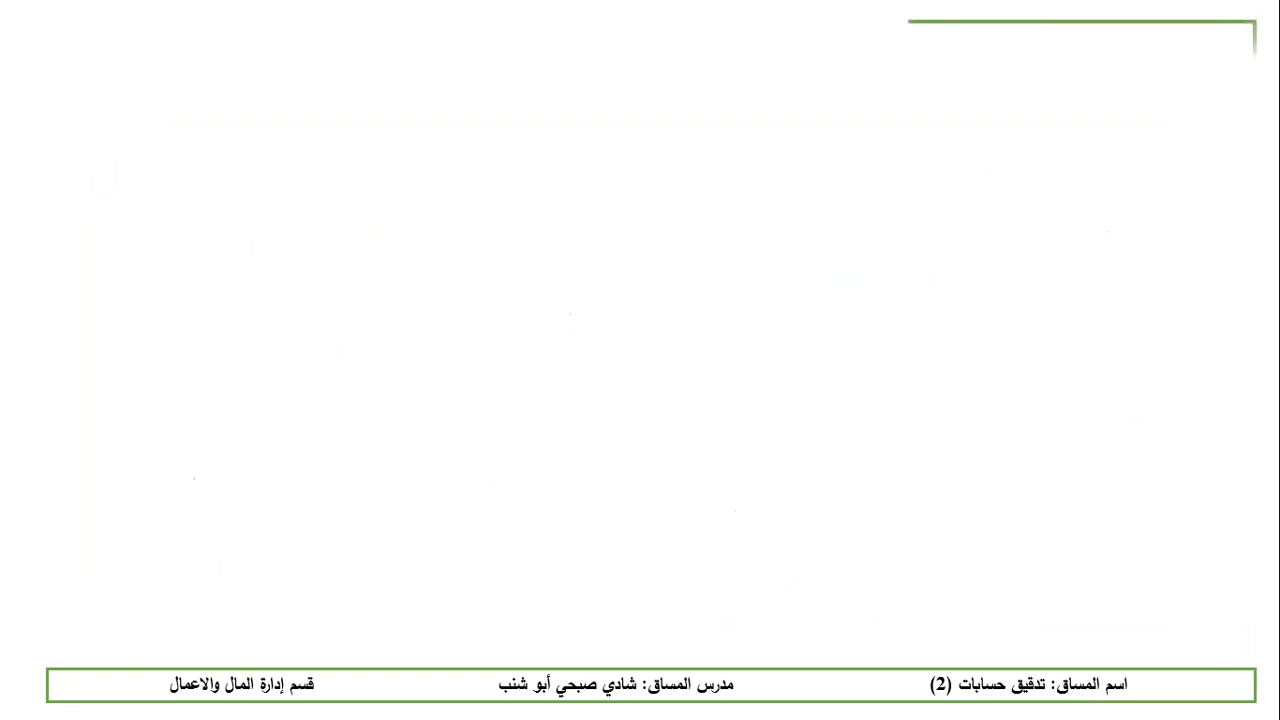 اسم المساق: تدقيق حسابات (2) مدرس المساق: شادي صبحي أبو شنب قسم إدارة المال والاعمال